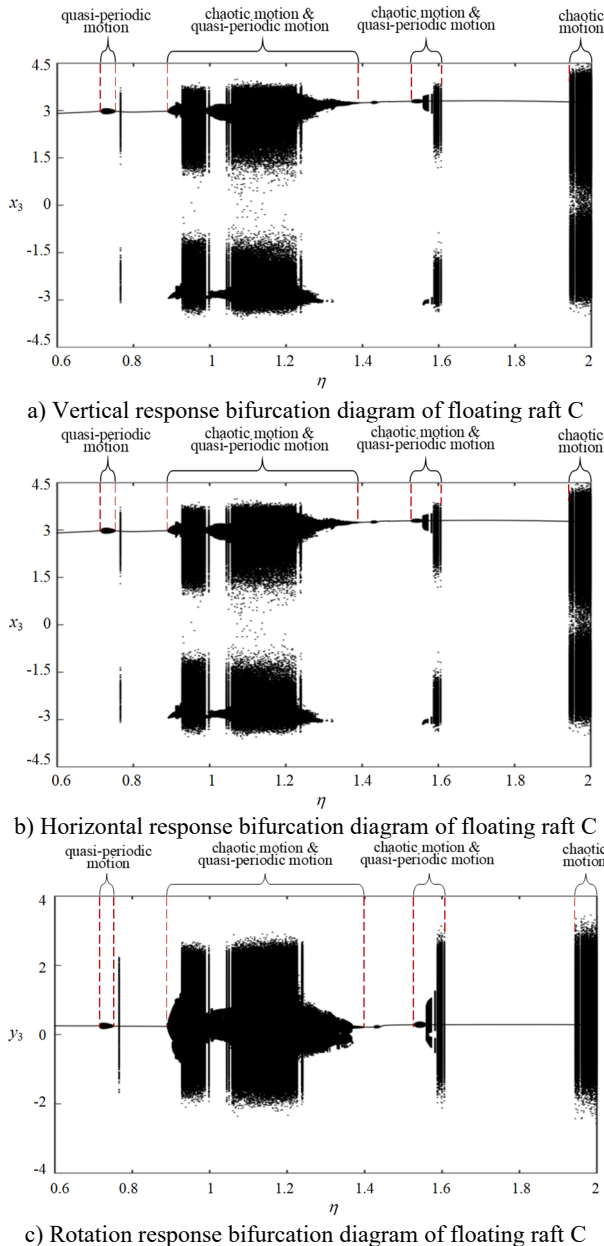 quasi-periodic
motion
chaotic motion &
quasi-periodic motion
chaotic motion &
quasi-periodic motion
chaotic
motion
4.5
3
1.5
x3
0
-1.5
-3
-4.5
0.6 0.8 1 1.2 1.4 1.6 1.8 2
η
a) Vertical response bifurcation diagram of floating raft C
quasi-periodic
motion
chaotic motion &
quasi-periodic motion
chaotic motion &
quasi-periodic motion
chaotic
motion
4.5
3
1.5
x3
0
-1.5
-3
-4.5
0.6 0.8 1 1.2 1.4 1.6 1.8 2
η
b) Horizontal response bifurcation diagram of floating raft C
quasi-periodic
motion
chaotic motion &
quasi-periodic motion
chaotic motion &
quasi-periodic motion
chaotic
motion
4
2
y3
0
-2
-4
0.6 0.8 1 1.2 1.4 1.6 1.8 2
η
c) Rotation response bifurcation diagram of floating raft C